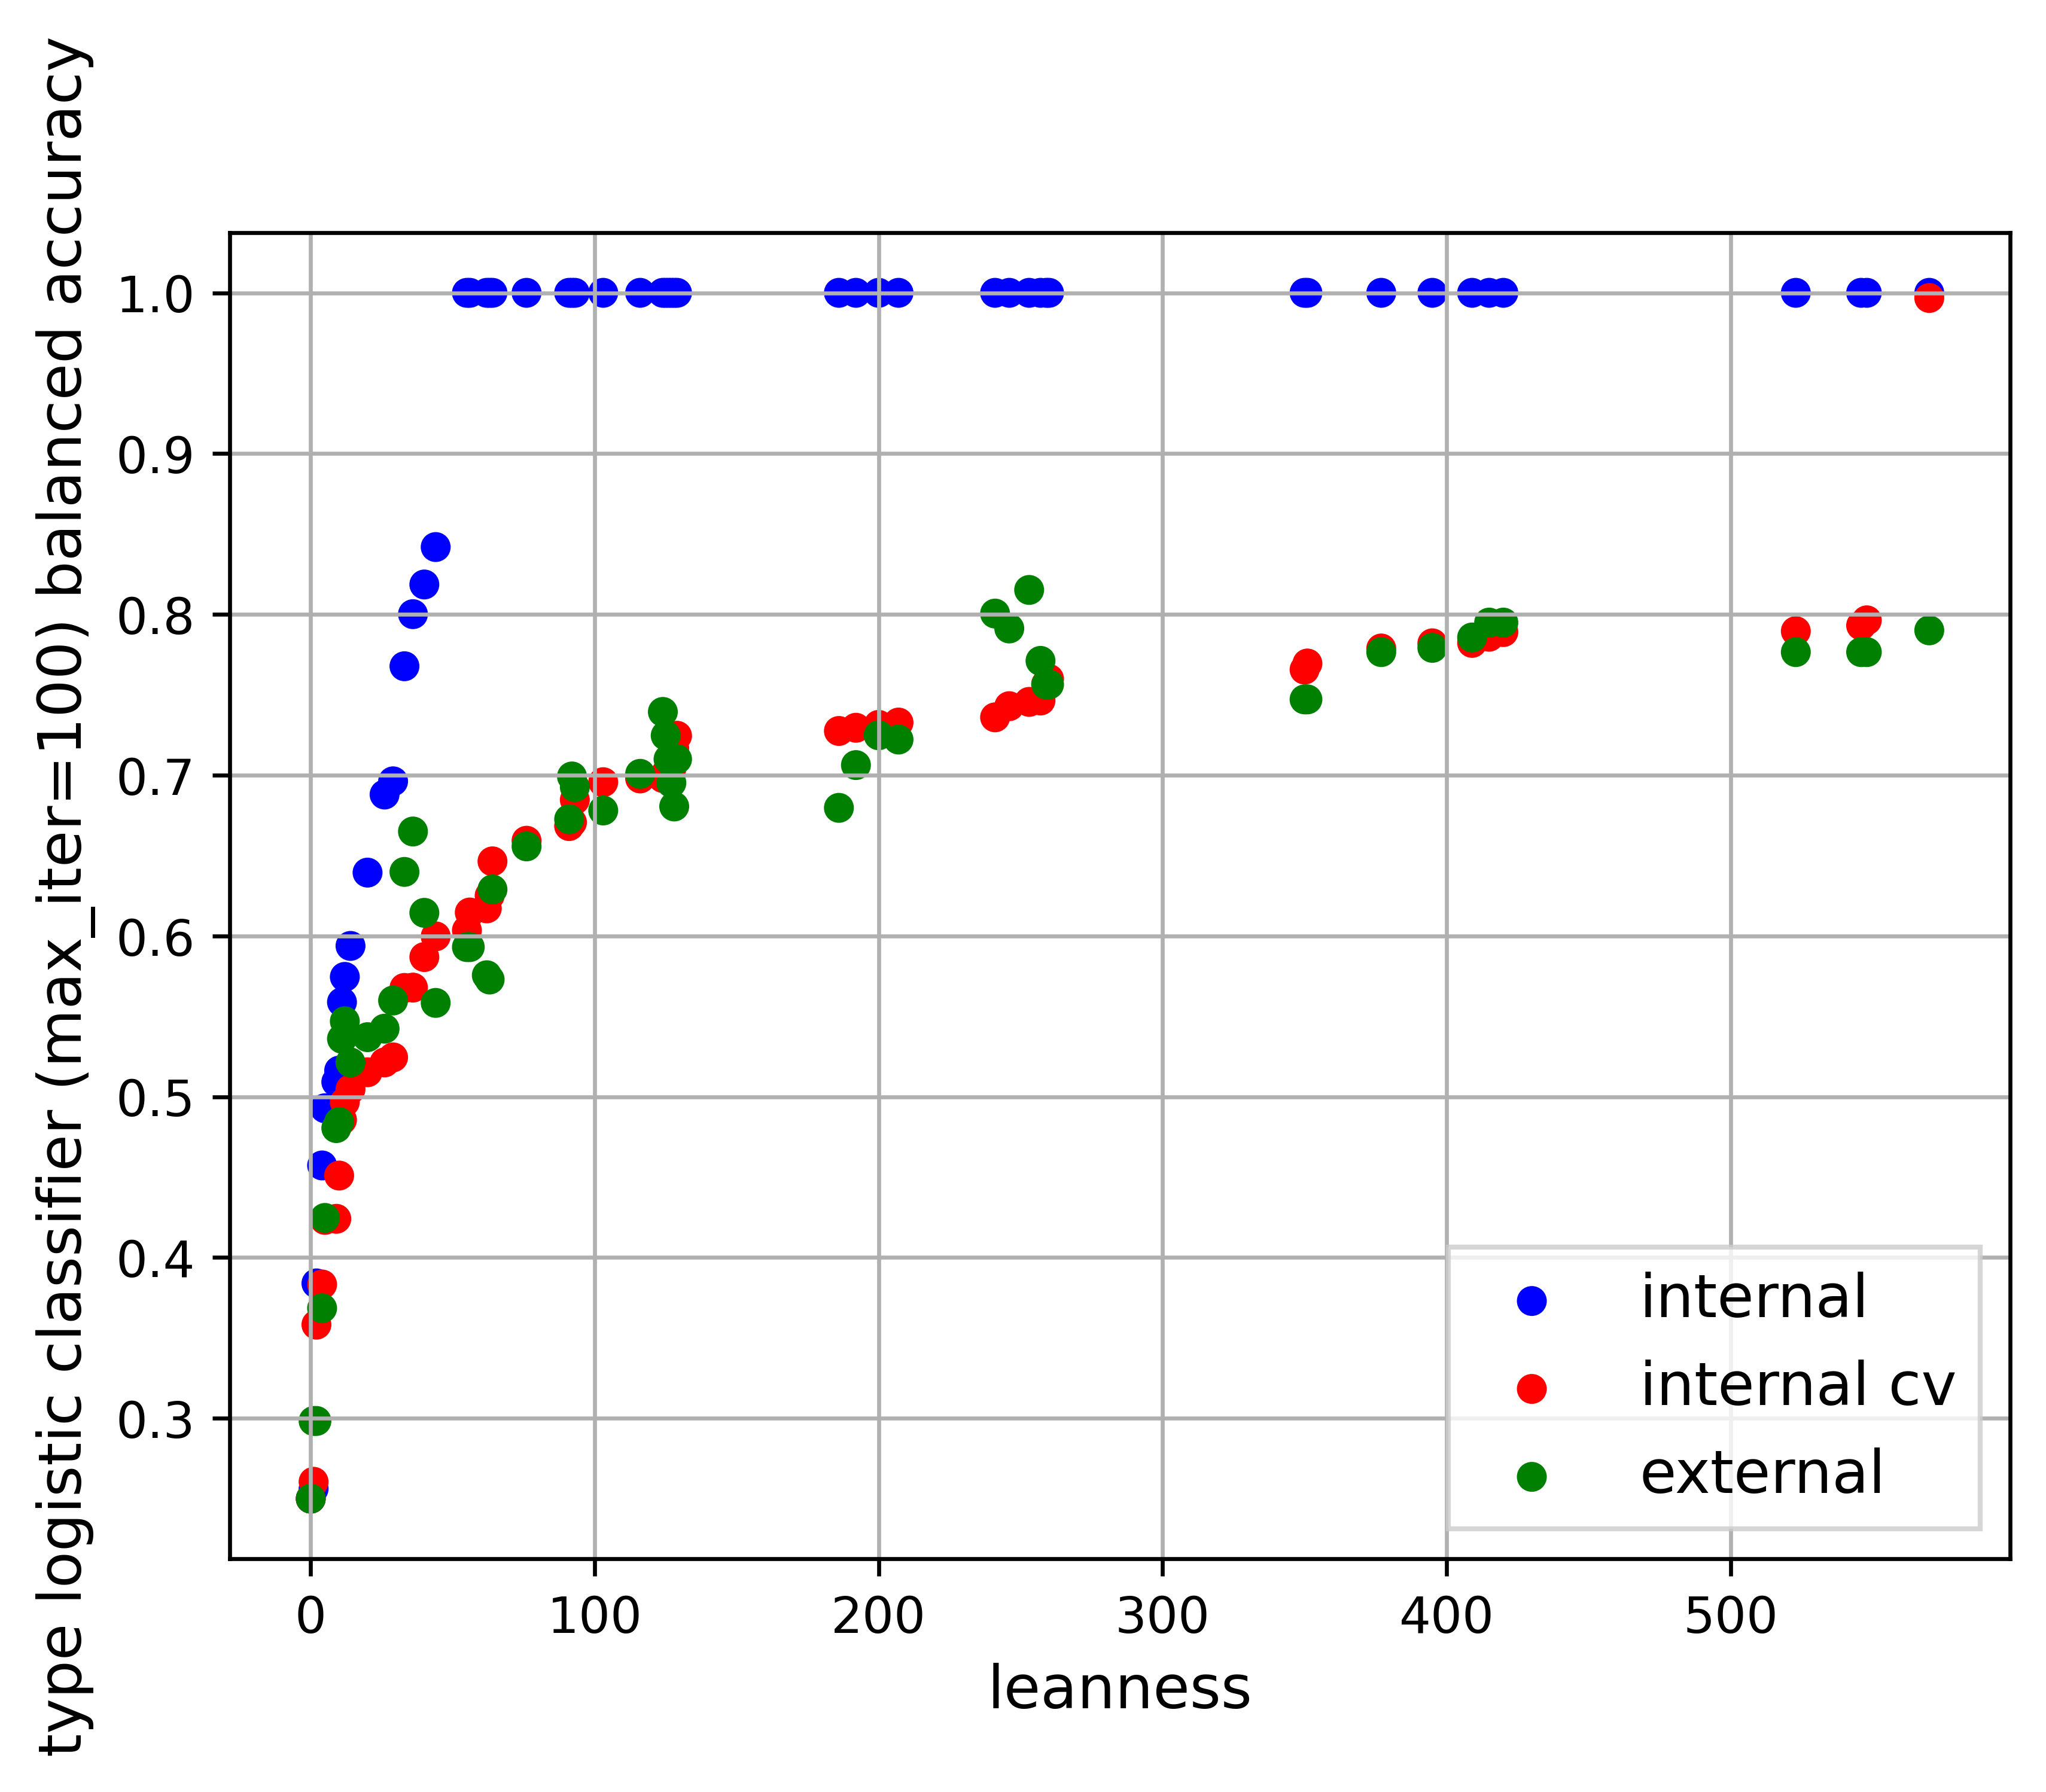 type logistic classifier (max_iter=100) balanced accuracy
1.0
0.9
0.8
0.7
0.6
0.5
0.4
0.3
internal
internal cv
external
0 100 200 300 400 500
leanness